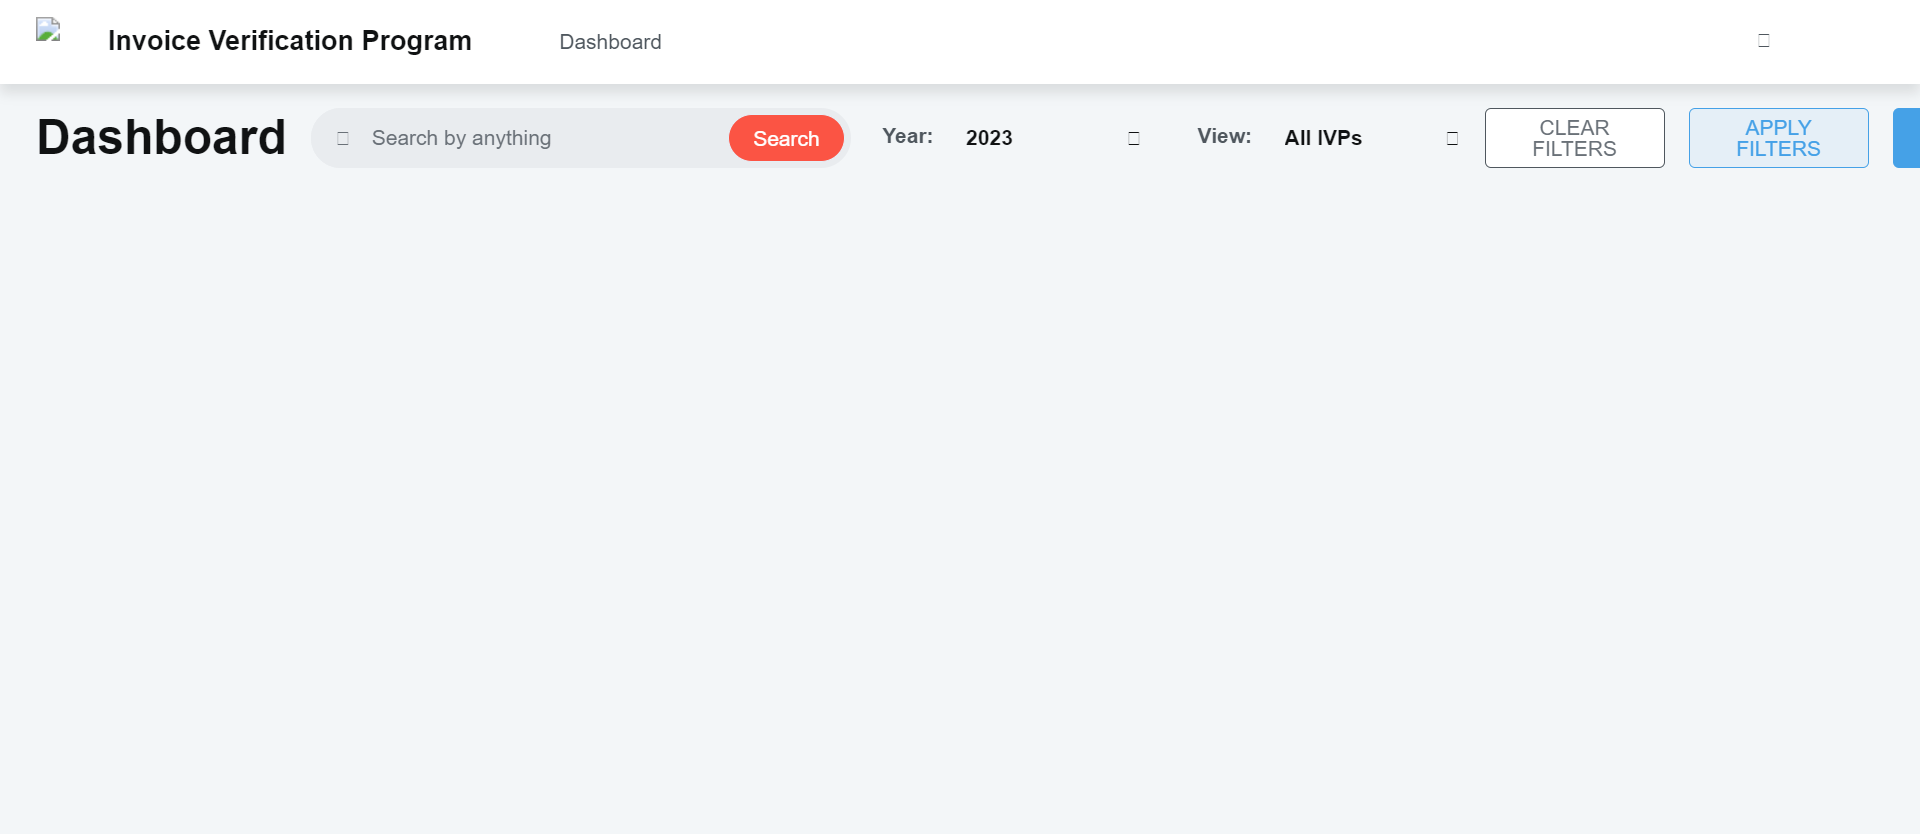 Invoice Verification Program
Dashboard
Dashboard
Search by anything
Search
Year:
2023
View:
All IVPs
CLEAR
FILTERS
APPLY
FILTERS